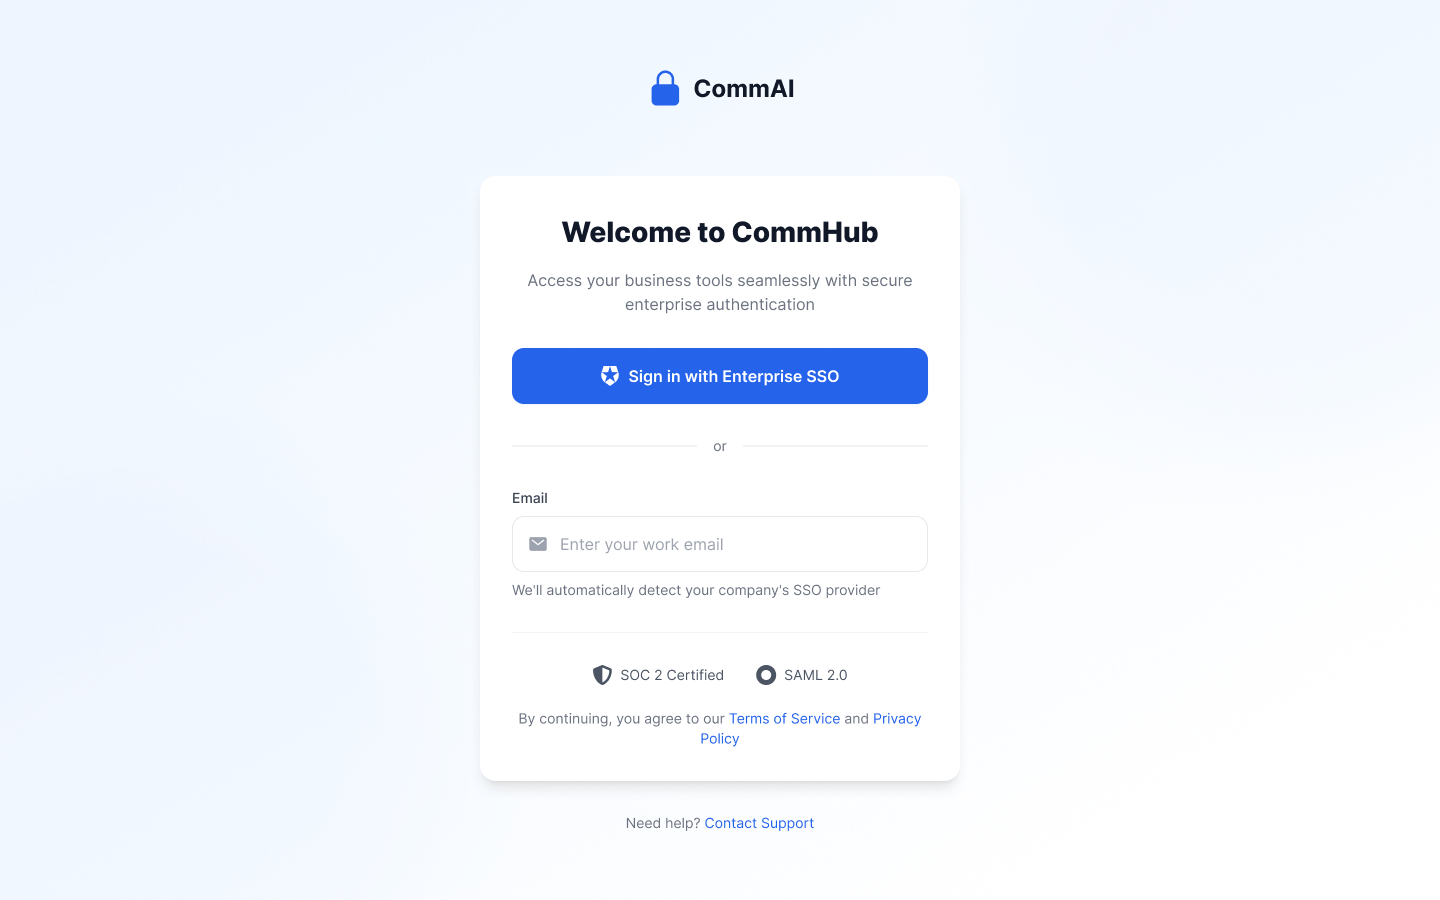 CommAI
Welcome to CommHub
Access your business tools seamlessly with secure
enterprise authentication
Sign in with Enterprise SSO
or
Email
Enter your work email
We'll automatically detect your company's SSO provider
SOC 2 Certified
SAML 2.0
By continuing, you agree to our Terms of Service and Privacy
Policy
Need help? Contact Support